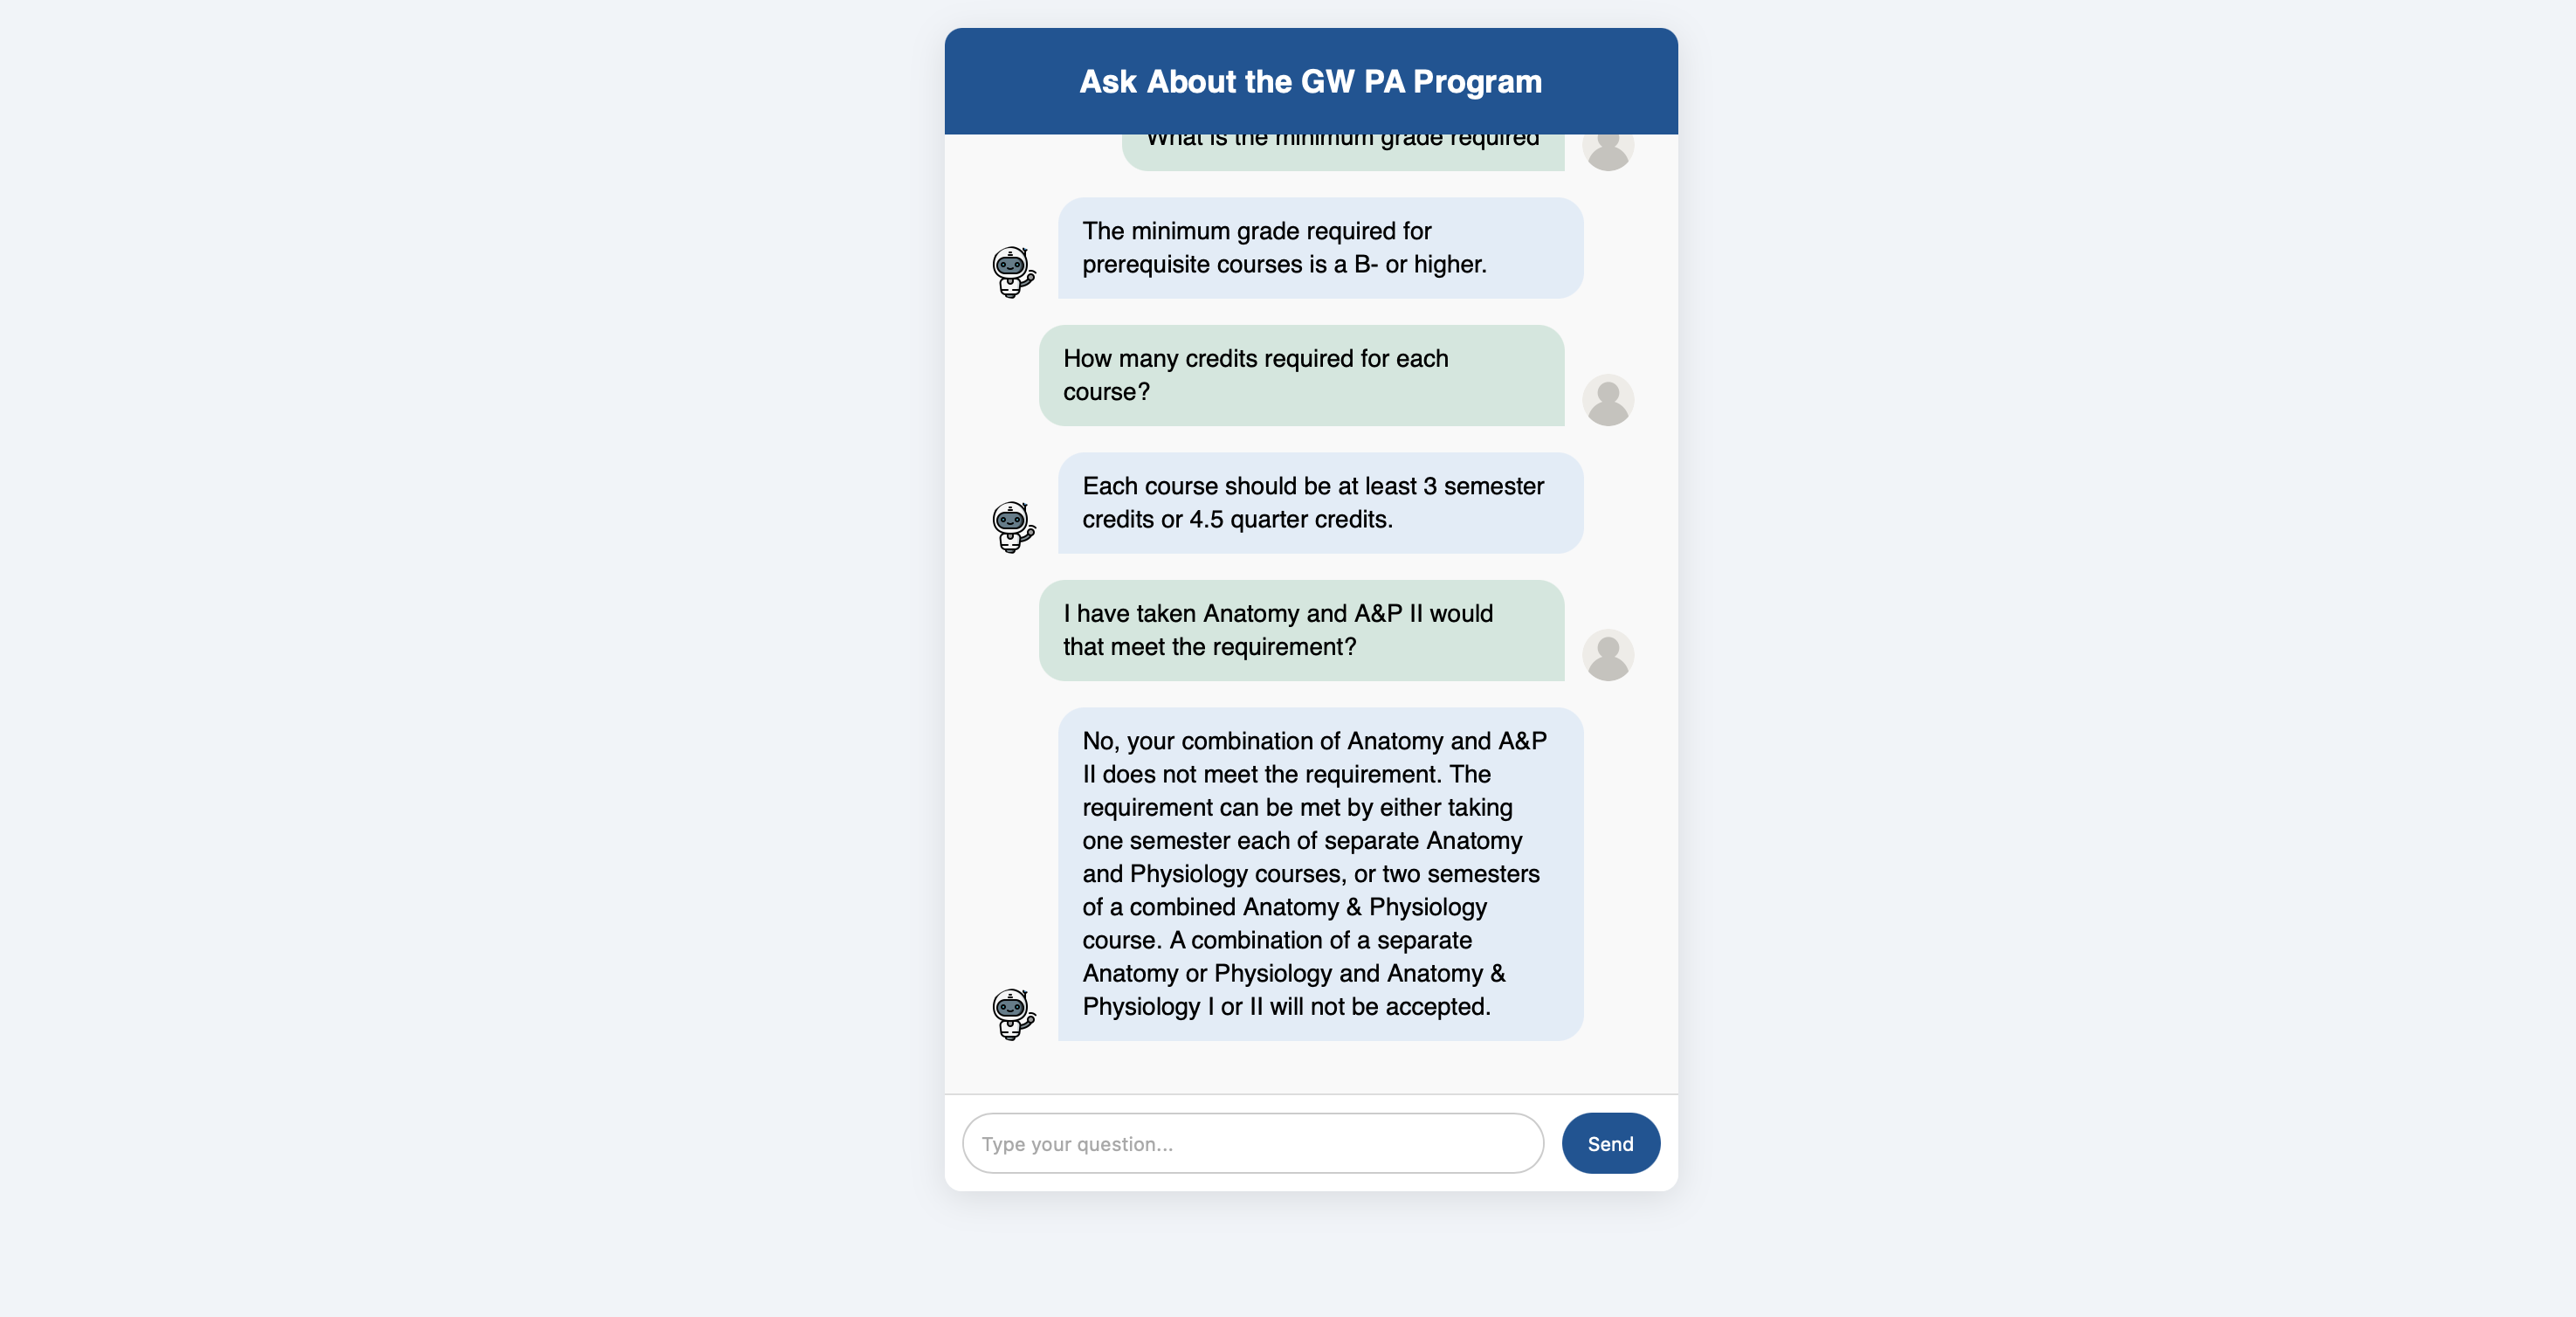 Ask About the GW PA Program
What is the minimum grade required
The minimum grade required for
prerequisite courses is a B- or higher.
How many credits required for each
course?
Each course should be at least 3 semester
credits or 4.5 quarter credits.
I have taken Anatomy and A&P II would
that meet the requirement?
No, your combination of Anatomy and A&P
II does not meet the requirement. The
requirement can be met by either taking
one semester each of separate Anatomy
and Physiology courses, or two semesters
of a combined Anatomy & Physiology
course. A combination of a separate
Anatomy or Physiology and Anatomy &
Physiology I or II will not be accepted.
Type your question...
Send